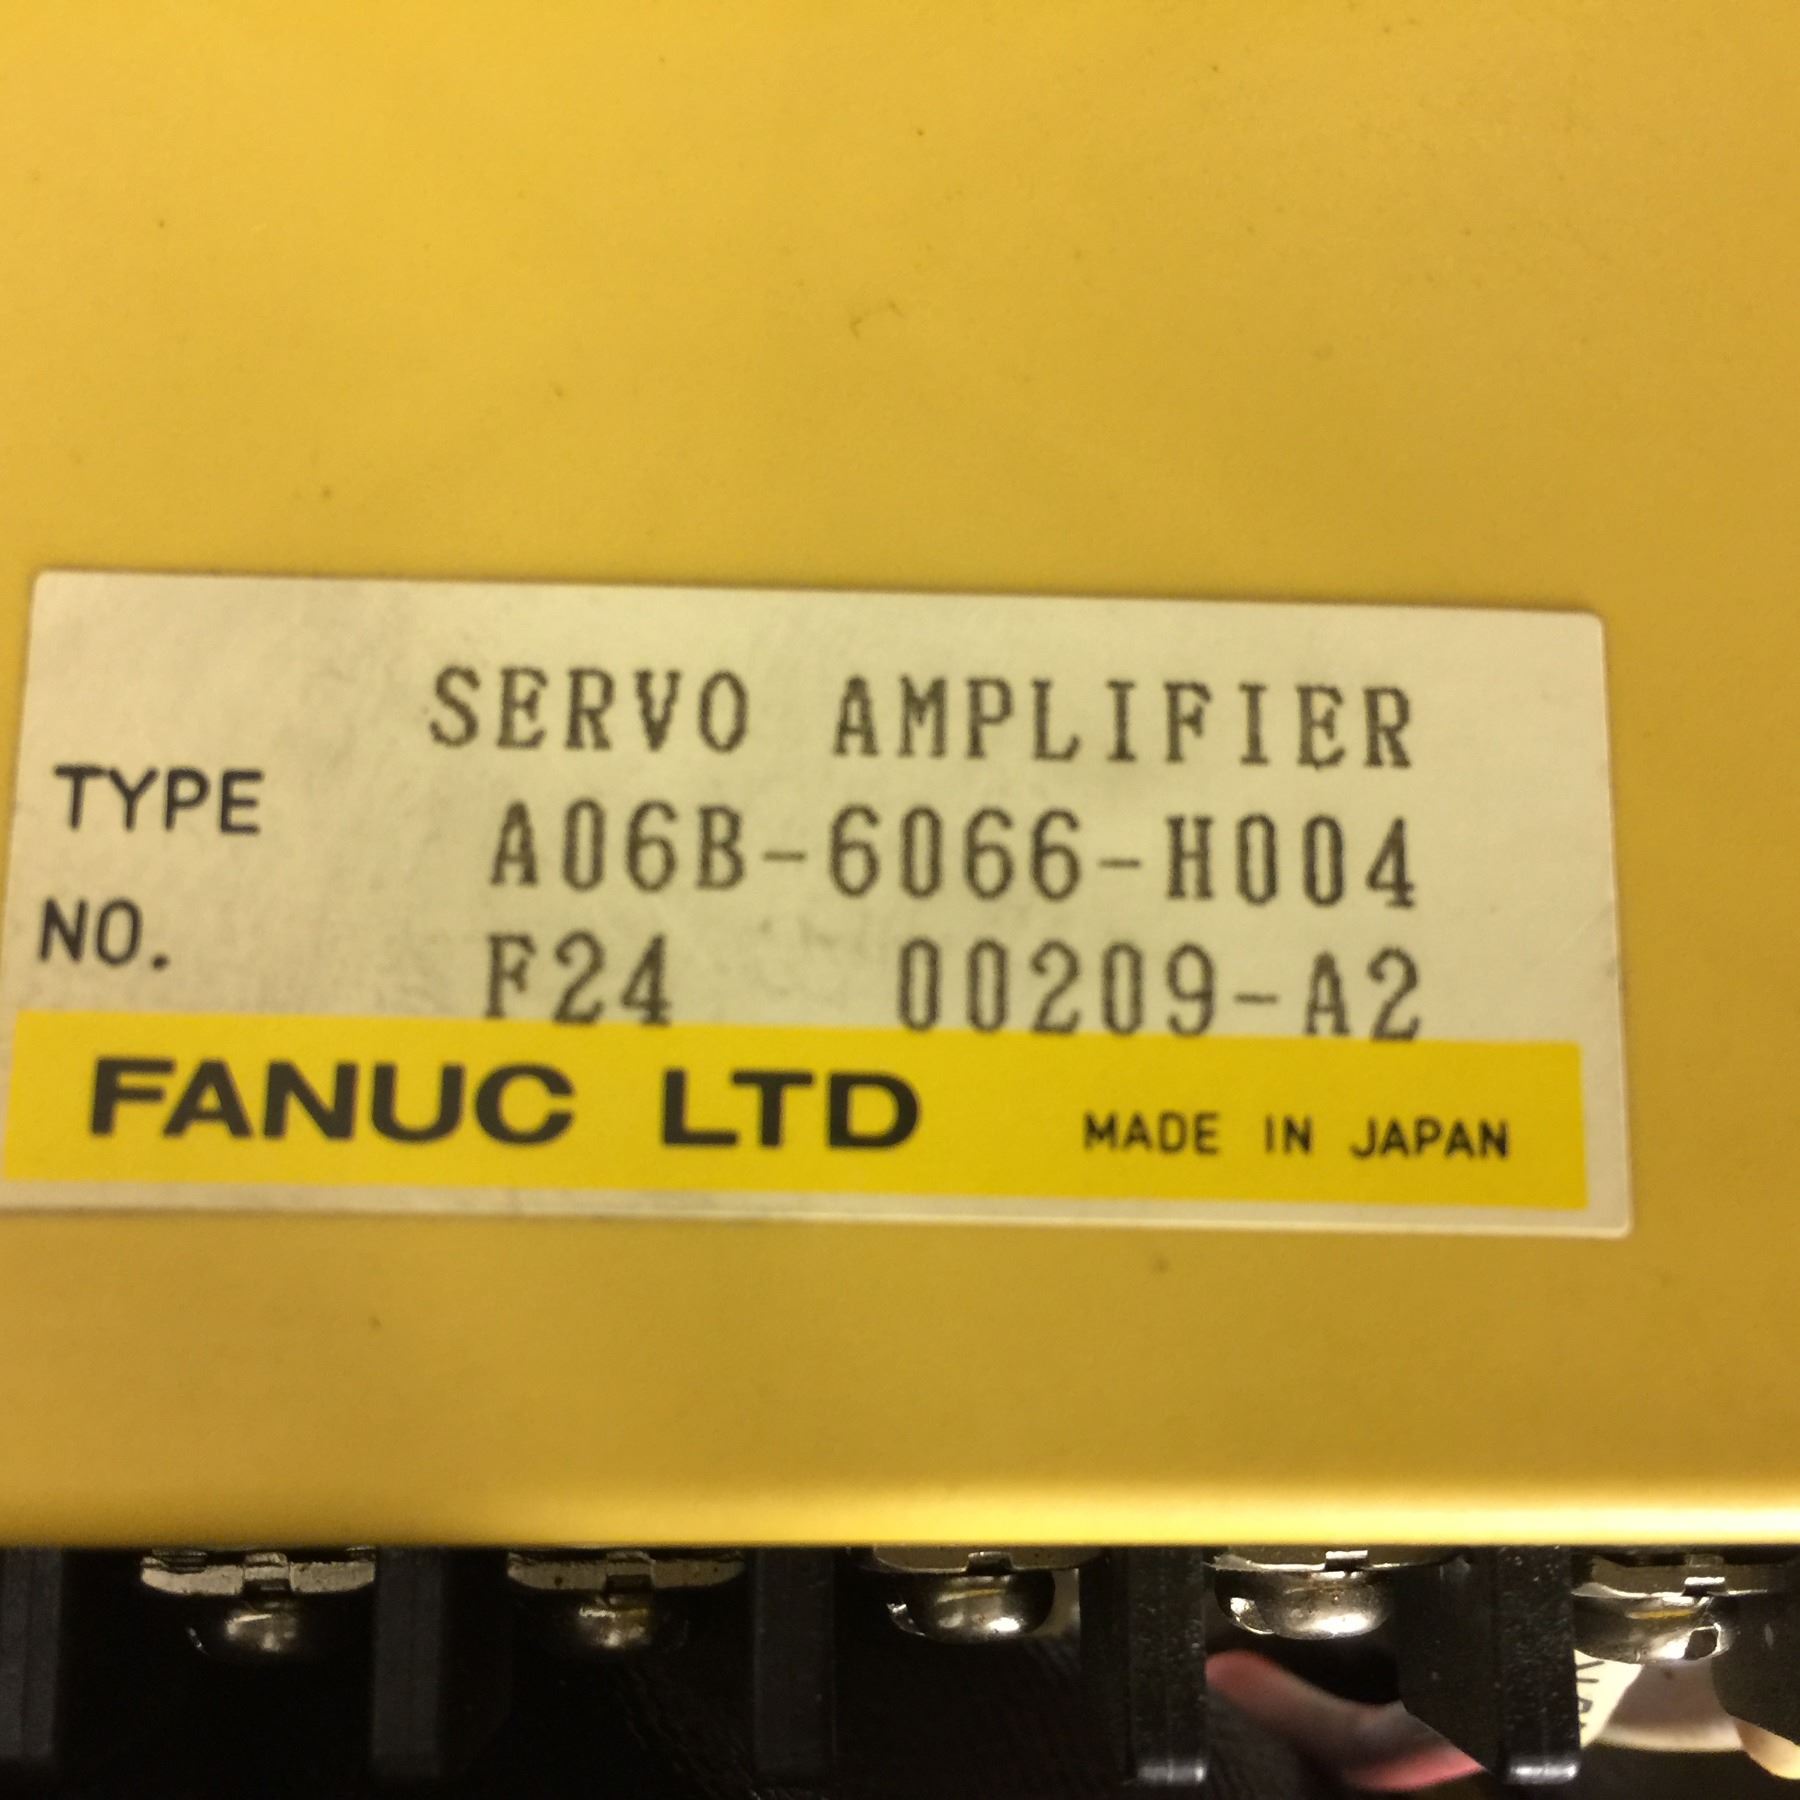 SERVO AMPLIFIER
TYPE A06B-6066-H004
NO. F24 00209-A2
FANUC LTD MADE IN JAPAN